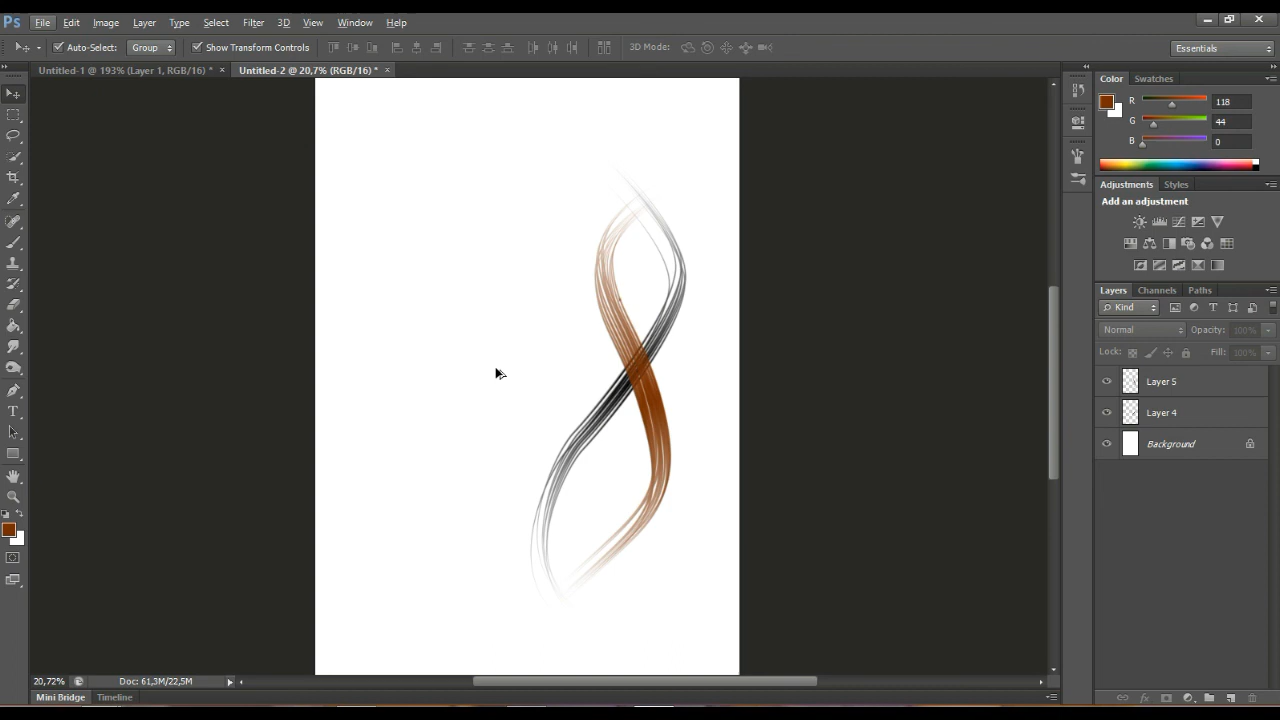 Ps File Edit Image Layer Type Select Filter 3D View Window Help
Auto-Select: Group Show Transform Controls 3D Mode: Essentials
Untitled-1 @ 193% (Layer 1, RGB/16) * × Untitled-2 @ 20,7% (RGB/16) * ×
Color Swatches
R 118
G 44
B 0
Adjustments Styles
Add an adjustment
Layers Channels Paths
Kind
Normal Opacity: 100%
Lock: Fill: 100%
Layer 5
Layer 4
Background
20,72% Doc: 61,3M/22,5M
Mini Bridge Timeline